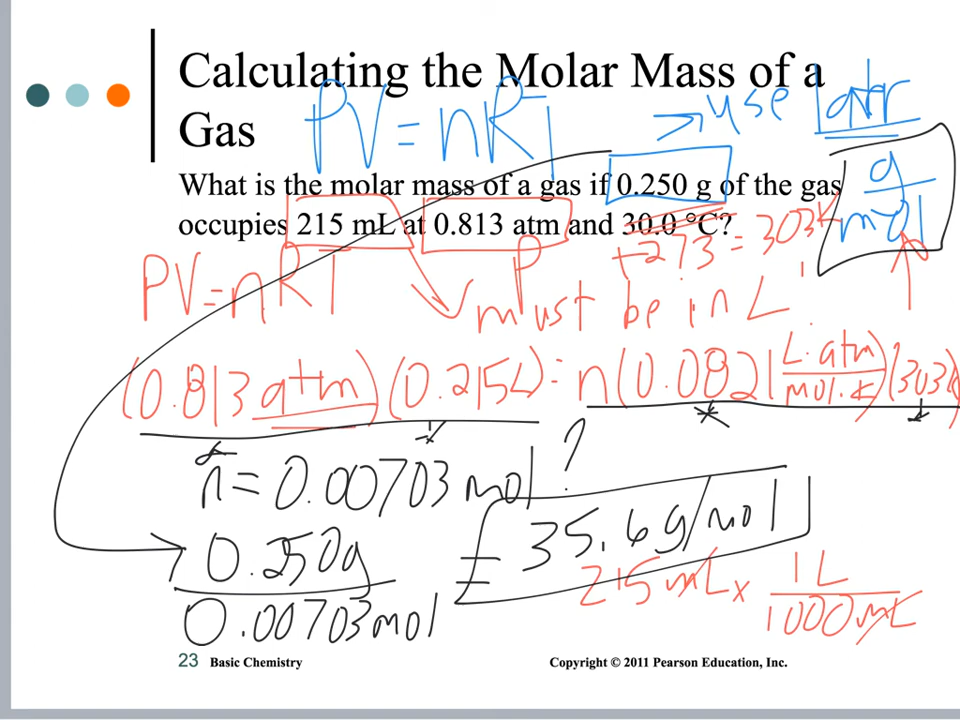 Calculating the Molar Mass of a
Gas
PV = nRT
→ use 1 atr
What is the molar mass of a gas if 0.250 g of the gas
occupies 215 mL at 0.813 atm and 30.0 °C?
g
mol
+273 = 303K
PV = nRT
P
must be in L
(0.813 atm)(0.215L) = n(0.0821 L. atm / mol. K)(303K
n = 0.00703 mol ?
0.250g
0.00703 mol
= 35.6 g/mol
215 mL x 1L
1000 mL
23 Basic Chemistry
Copyright © 2011 Pearson Education, Inc.